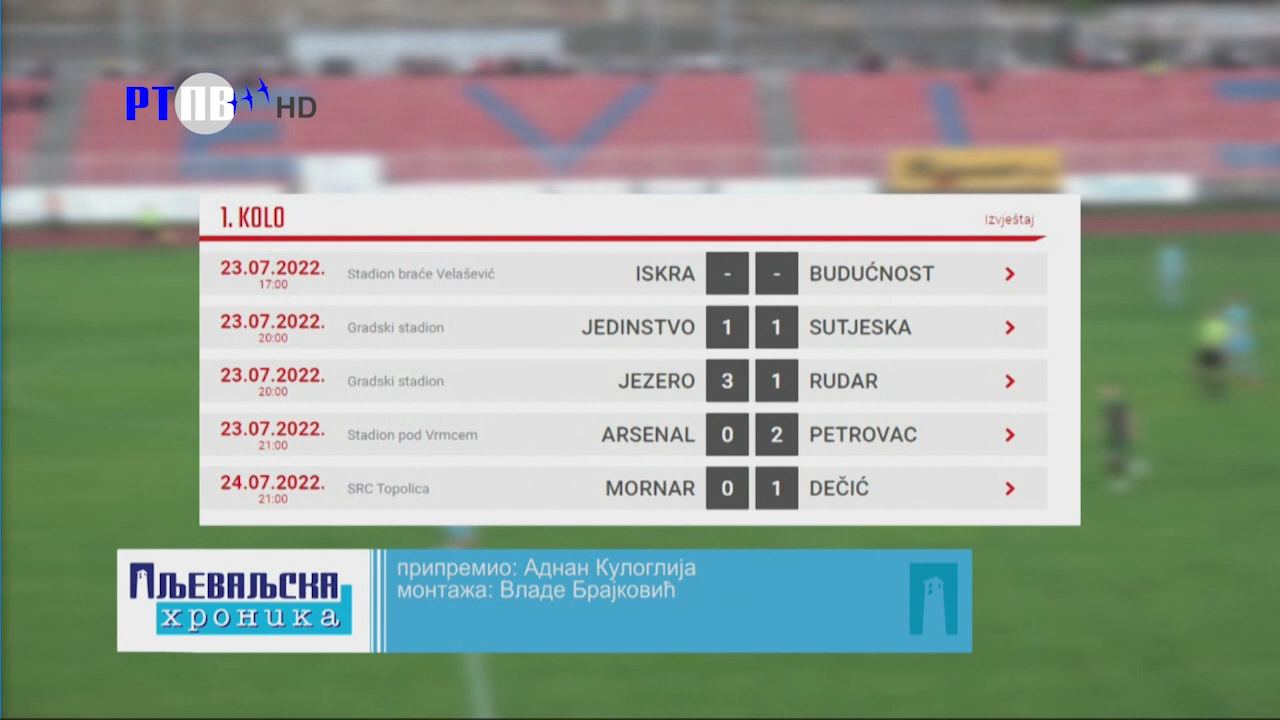 РТПВ HD
1. KOLO Izvještaj
23.07.2022. Stadion braće Velašević ISKRA - - BUDUĆNOST
17:00
23.07.2022. Gradski stadion JEDINSTVO 1 1 SUTJESKA
20:00
23.07.2022. Gradski stadion JEZERO 3 1 RUDAR
20:00
23.07.2022. Stadion pod Vrmcem ARSENAL 0 2 PETROVAC
21:00
24.07.2022. SRC Topolica MORNAR 0 1 DEČIĆ
21:00
Пљеваљска
хроника
припремио: Аднан Кулоглија
монтажа: Владе Брајковић